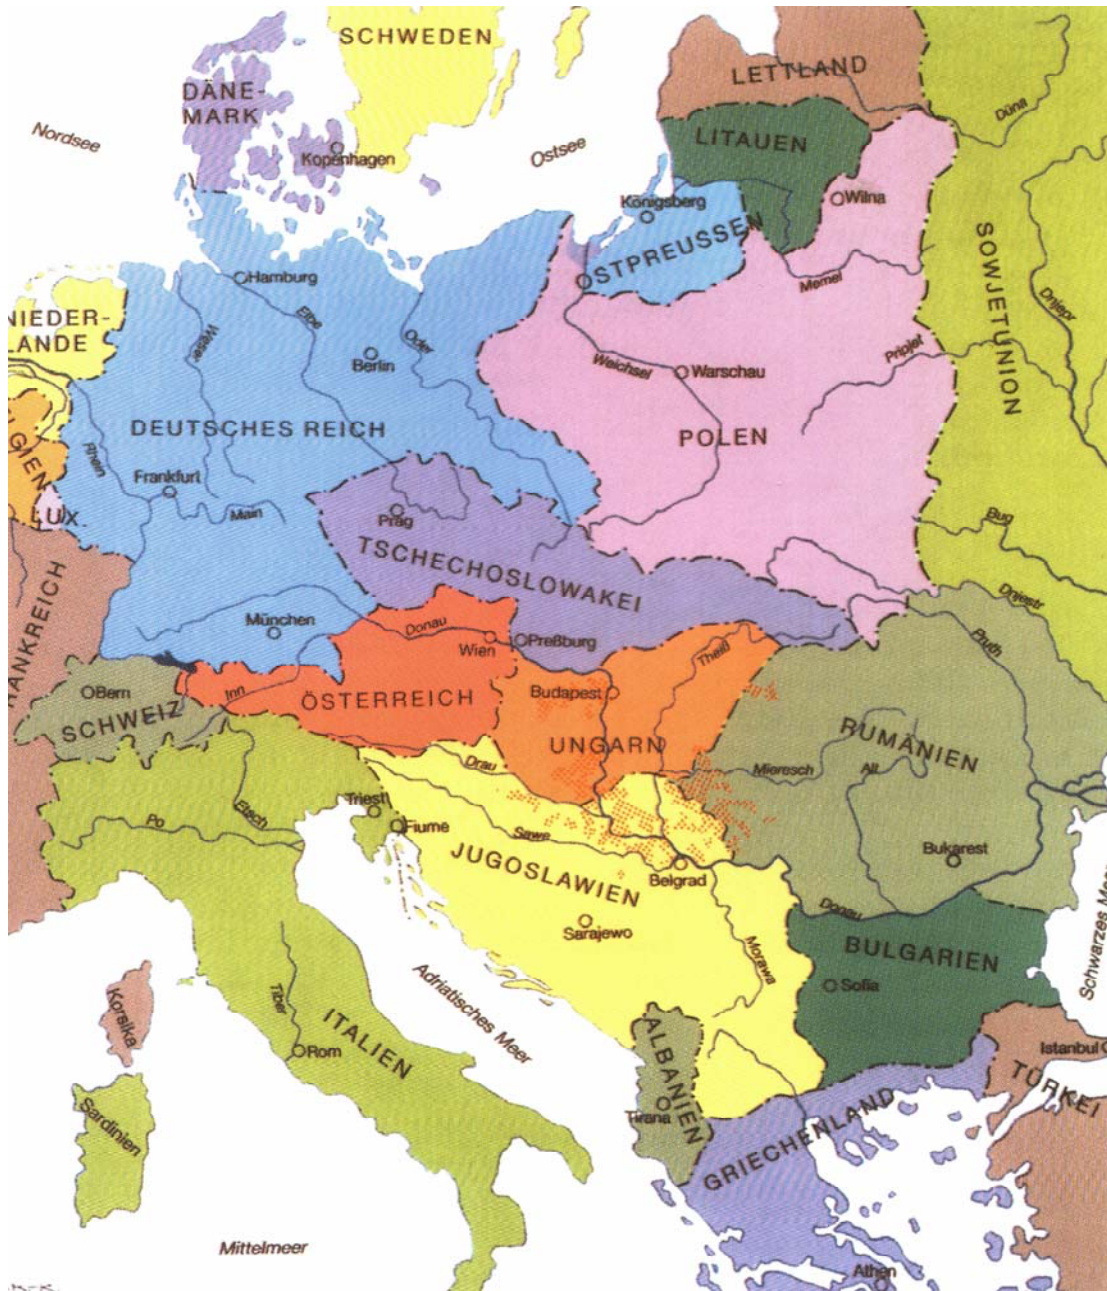 SCHWEDEN
DÄNE-
MARK
Nordsee
Kopenhagen
Ostsee
LETTLAND
Düna
LITAUEN
Wilna
Königsberg
OSTPREUSSEN
Memel
SOWJETUNION
Dnjepr
Hamburg
NIEDER-
LANDE
Weser
Elbe
Oder
Berlin
Weichsel
Warschau
Pripjet
DEUTSCHES REICH
POLEN
GIEN
Rhein
Frankfurt
Main
LUX.
Prag
Bug
TSCHECHOSLOWAKEI
Dnjestr
RANKREICH
München
Donau
Wien
Preßburg
Theiß
Pruth
Bern
SCHWEIZ
Inn
ÖSTERREICH
Budapest
UNGARN
RUMÄNIEN
Drau
Mieresch
Alt
Triest
Etsch
Po
Fiume
Sawe
JUGOSLAWIEN
Belgrad
Bukarest
Donau
Sarajewo
Morawa
BULGARIEN
Sofia
Schwarzes Meer
Adriatisches Meer
Korsika
Tiber
ITALIEN
Rom
ALBANIEN
Tirana
Istanbul
TÜRKEI
Sardinien
GRIECHENLAND
Mittelmeer
Athen